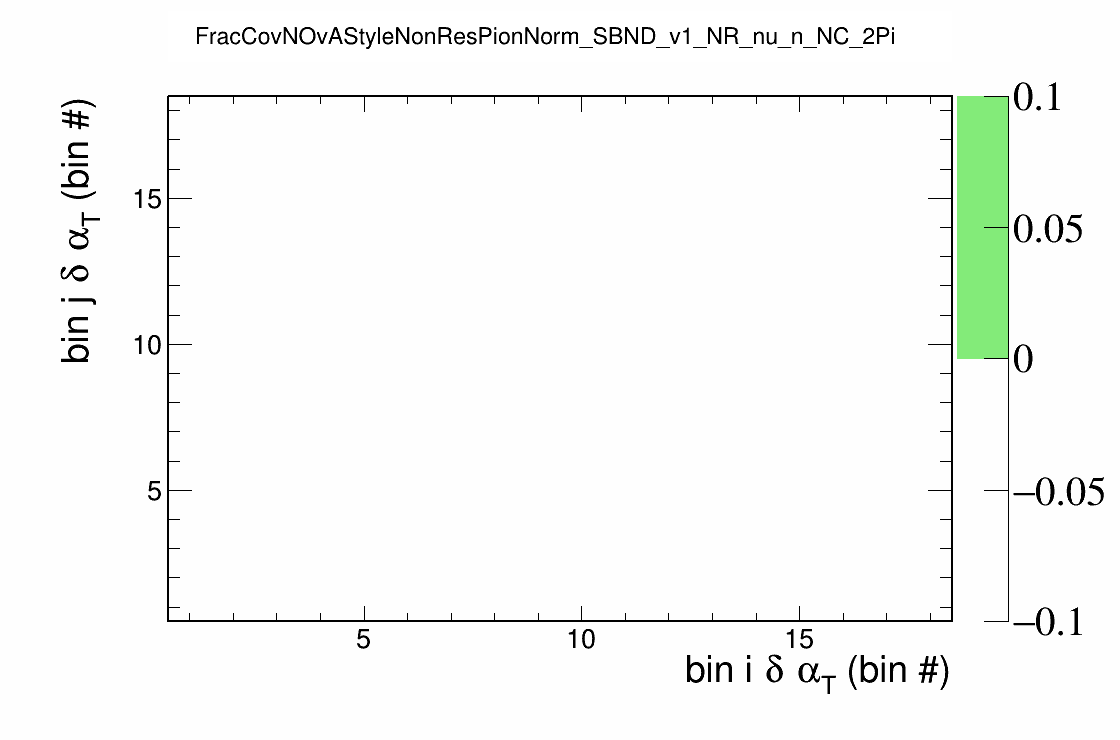 FracCovNOvAStyleNonResPionNorm_SBND_v1_NR_nu_n_NC_2Pi
bin j δ α_T (bin #)
15
10
5
5 10 15
bin i δ α_T (bin #)
0.1
0.05
0
−0.05
−0.1